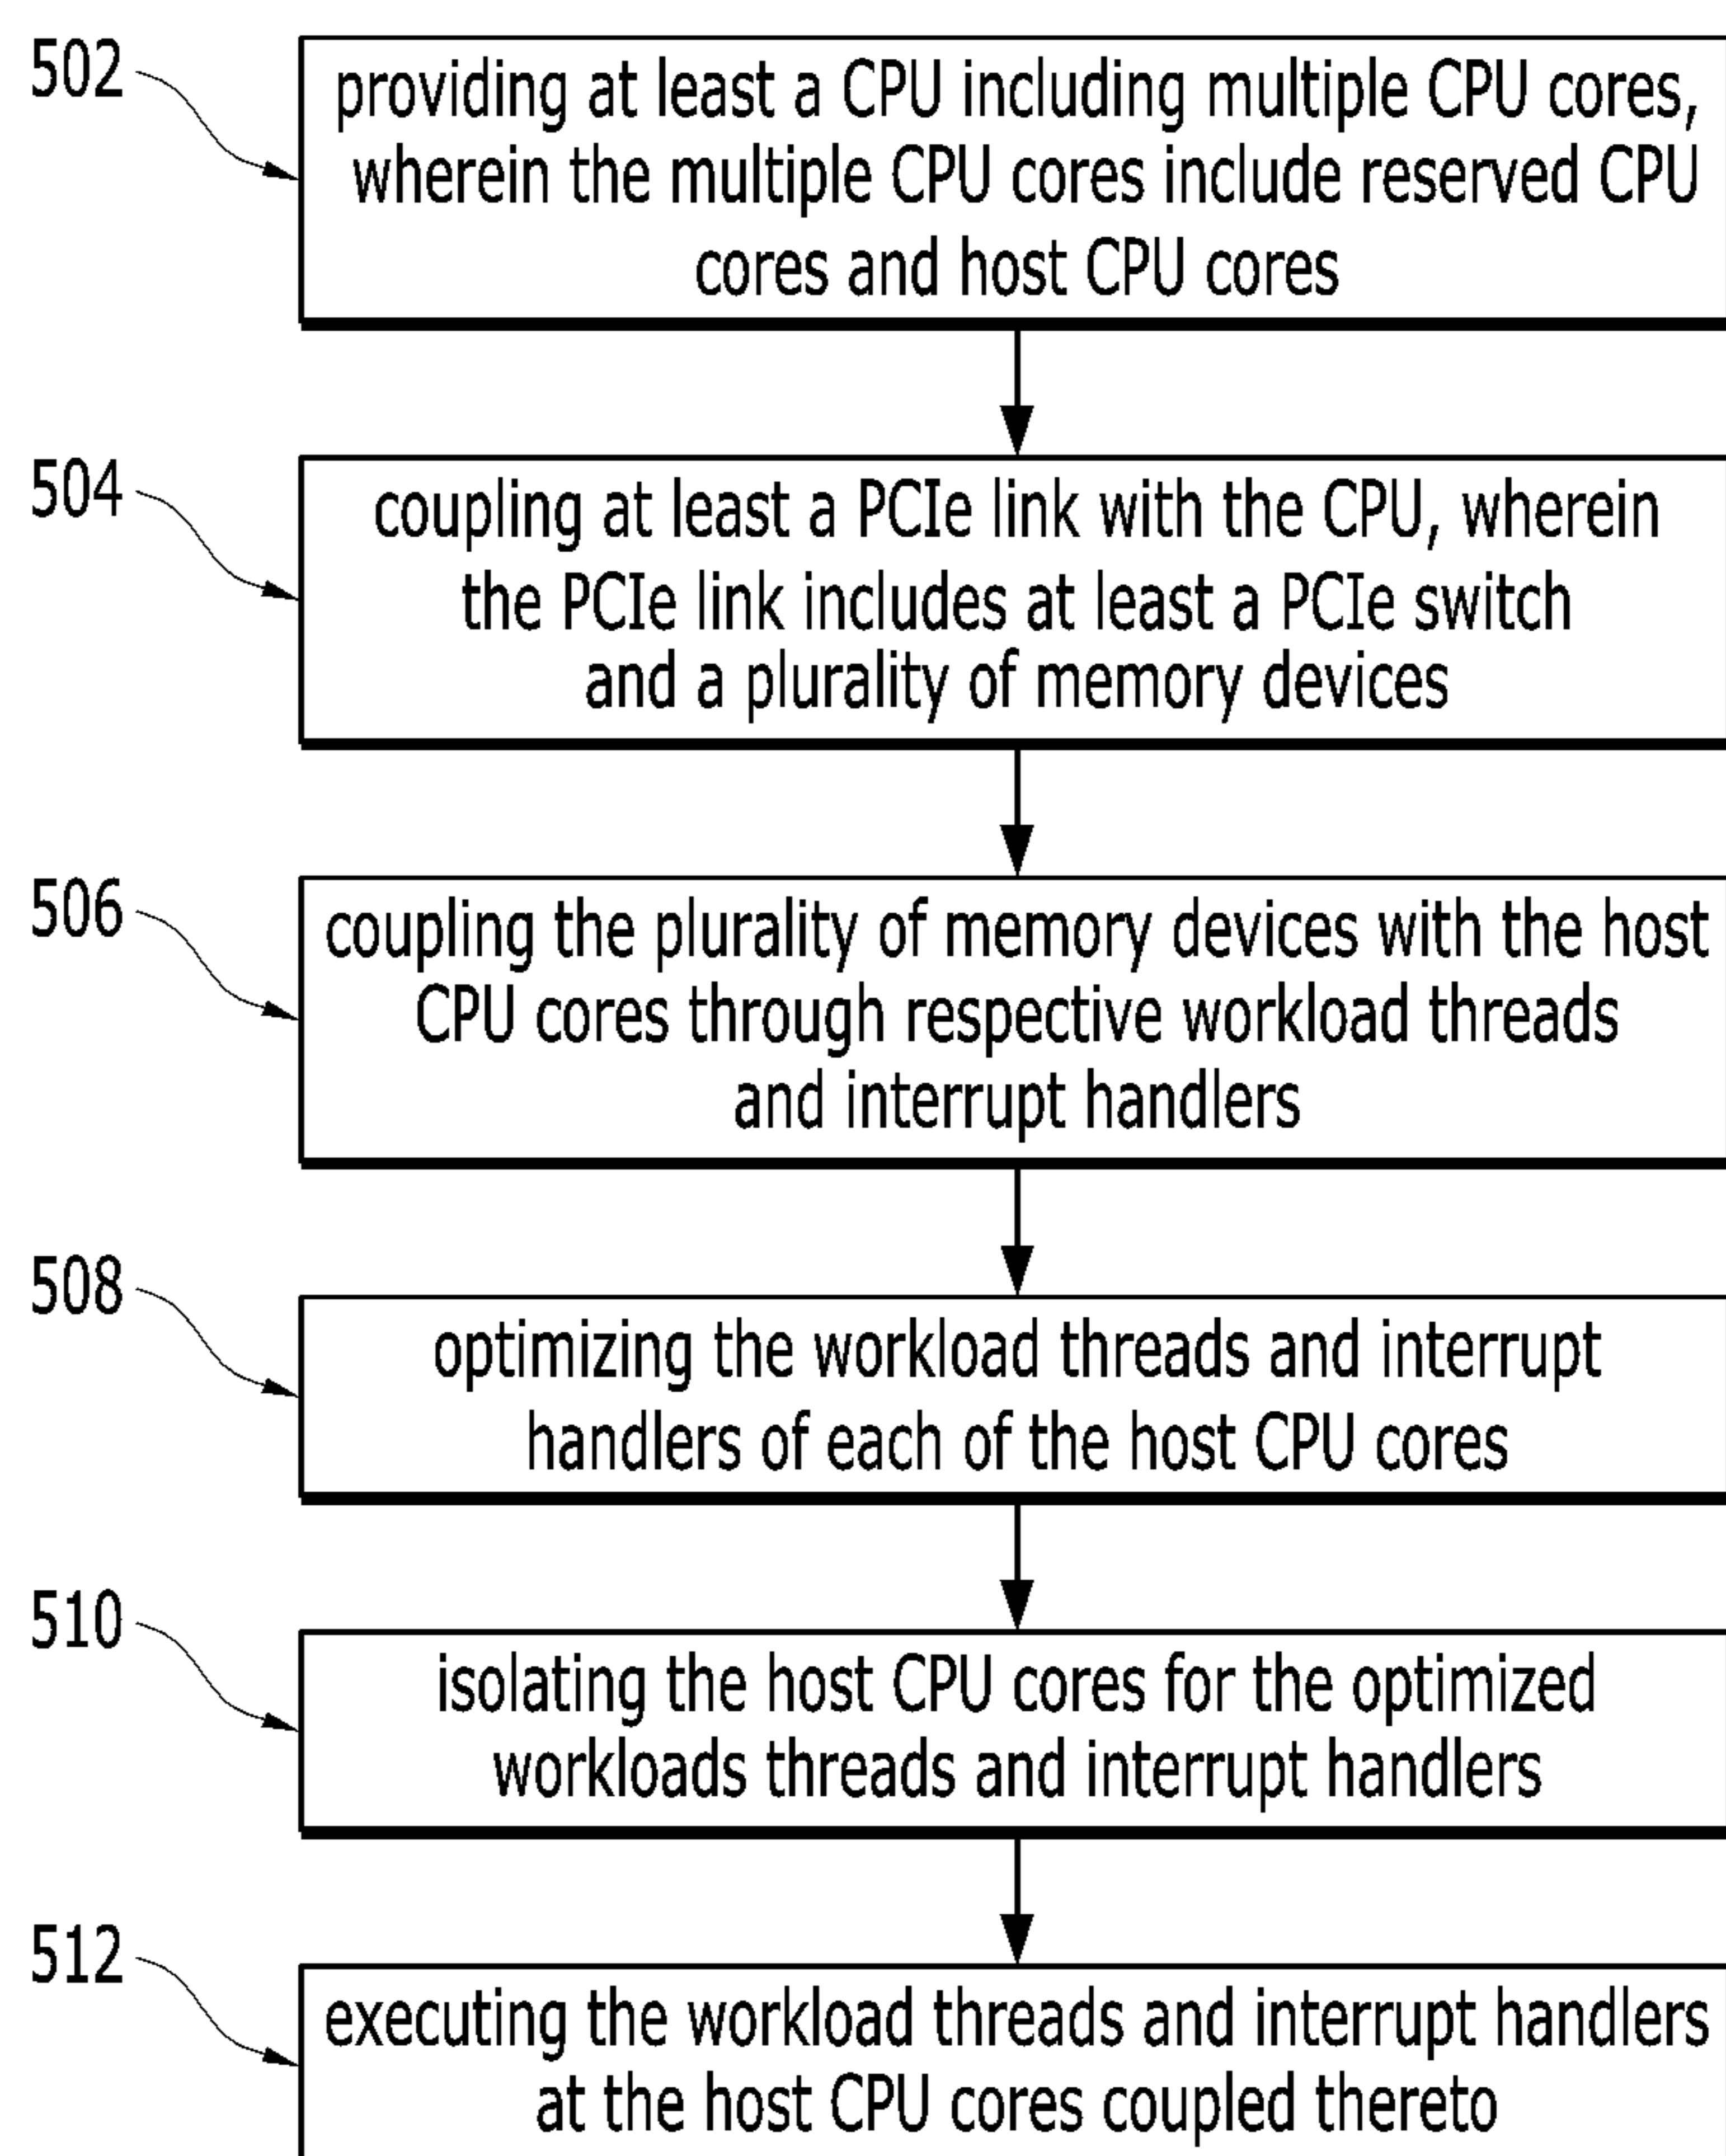 502
providing at least a CPU including multiple CPU cores,
wherein the multiple CPU cores include reserved CPU
cores and host CPU cores
504
coupling at least a PCIe link with the CPU, wherein
the PCIe link includes at least a PCIe switch
and a plurality of memory devices
506
coupling the plurality of memory devices with the host
CPU cores through respective workload threads
and interrupt handlers
508
optimizing the workload threads and interrupt
handlers of each of the host CPU cores
510
isolating the host CPU cores for the optimized
workloads threads and interrupt handlers
512
executing the workload threads and interrupt handlers
at the host CPU cores coupled thereto